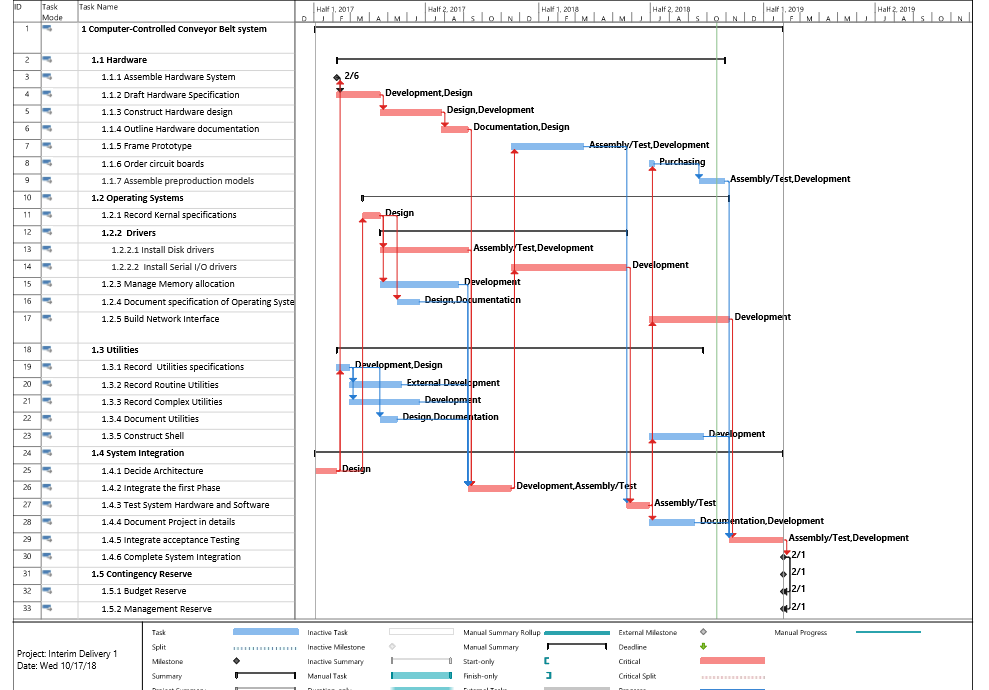 ID Task Mode Task Name Half 1, 2017 Half 2, 2017 Half 1, 2018 Half 2, 2018 Half 1, 2019 Half 2, 2019
D J F M A M J J A S O N D J F M A M J J A S O N D J F M A M J J A S O N
1 1 Computer-Controlled Conveyor Belt system
2 1.1 Hardware
3 1.1.1 Assemble Hardware System 2/6
4 1.1.2 Draft Hardware Specification Development,Design
5 1.1.3 Construct Hardware design Design,Development
6 1.1.4 Outline Hardware documentation Documentation,Design
7 1.1.5 Frame Prototype Assembly/Test,Development
8 1.1.6 Order circuit boards Purchasing
9 1.1.7 Assemble preproduction models Assembly/Test,Development
10 1.2 Operating Systems
11 1.2.1 Record Kernal specifications Design
12 1.2.2 Drivers
13 1.2.2.1 Install Disk drivers Assembly/Test,Development
14 1.2.2.2 Install Serial I/O drivers Development
15 1.2.3 Manage Memory allocation Development
16 1.2.4 Document specification of Operating Syste Design,Documentation
17 1.2.5 Build Network Interface Development
18 1.3 Utilities
19 1.3.1 Record Utilities specifications Development,Design
20 1.3.2 Record Routine Utilities External Development
21 1.3.3 Record Complex Utilities Development
22 1.3.4 Document Utilities Design,Documentation
23 1.3.5 Construct Shell Development
24 1.4 System Integration
25 1.4.1 Decide Architecture Design
26 1.4.2 Integrate the first Phase Development,Assembly/Test
27 1.4.3 Test System Hardware and Software Assembly/Test
28 1.4.4 Document Project in details Documentation,Development
29 1.4.5 Integrate acceptance Testing Assembly/Test,Development
30 1.4.6 Complete System Integration 2/1
31 1.5 Contingency Reserve 2/1
32 1.5.1 Budget Reserve 2/1
33 1.5.2 Management Reserve 2/1
Project: Interim Delivery 1
Date: Wed 10/17/18
Task Inactive Task Manual Summary Rollup External Milestone Manual Progress
Split Inactive Milestone Manual Summary Deadline
Milestone Inactive Summary Start-only Critical
Summary Manual Task Finish-only Critical Split
Project Summary Duration-only External Tasks Progress